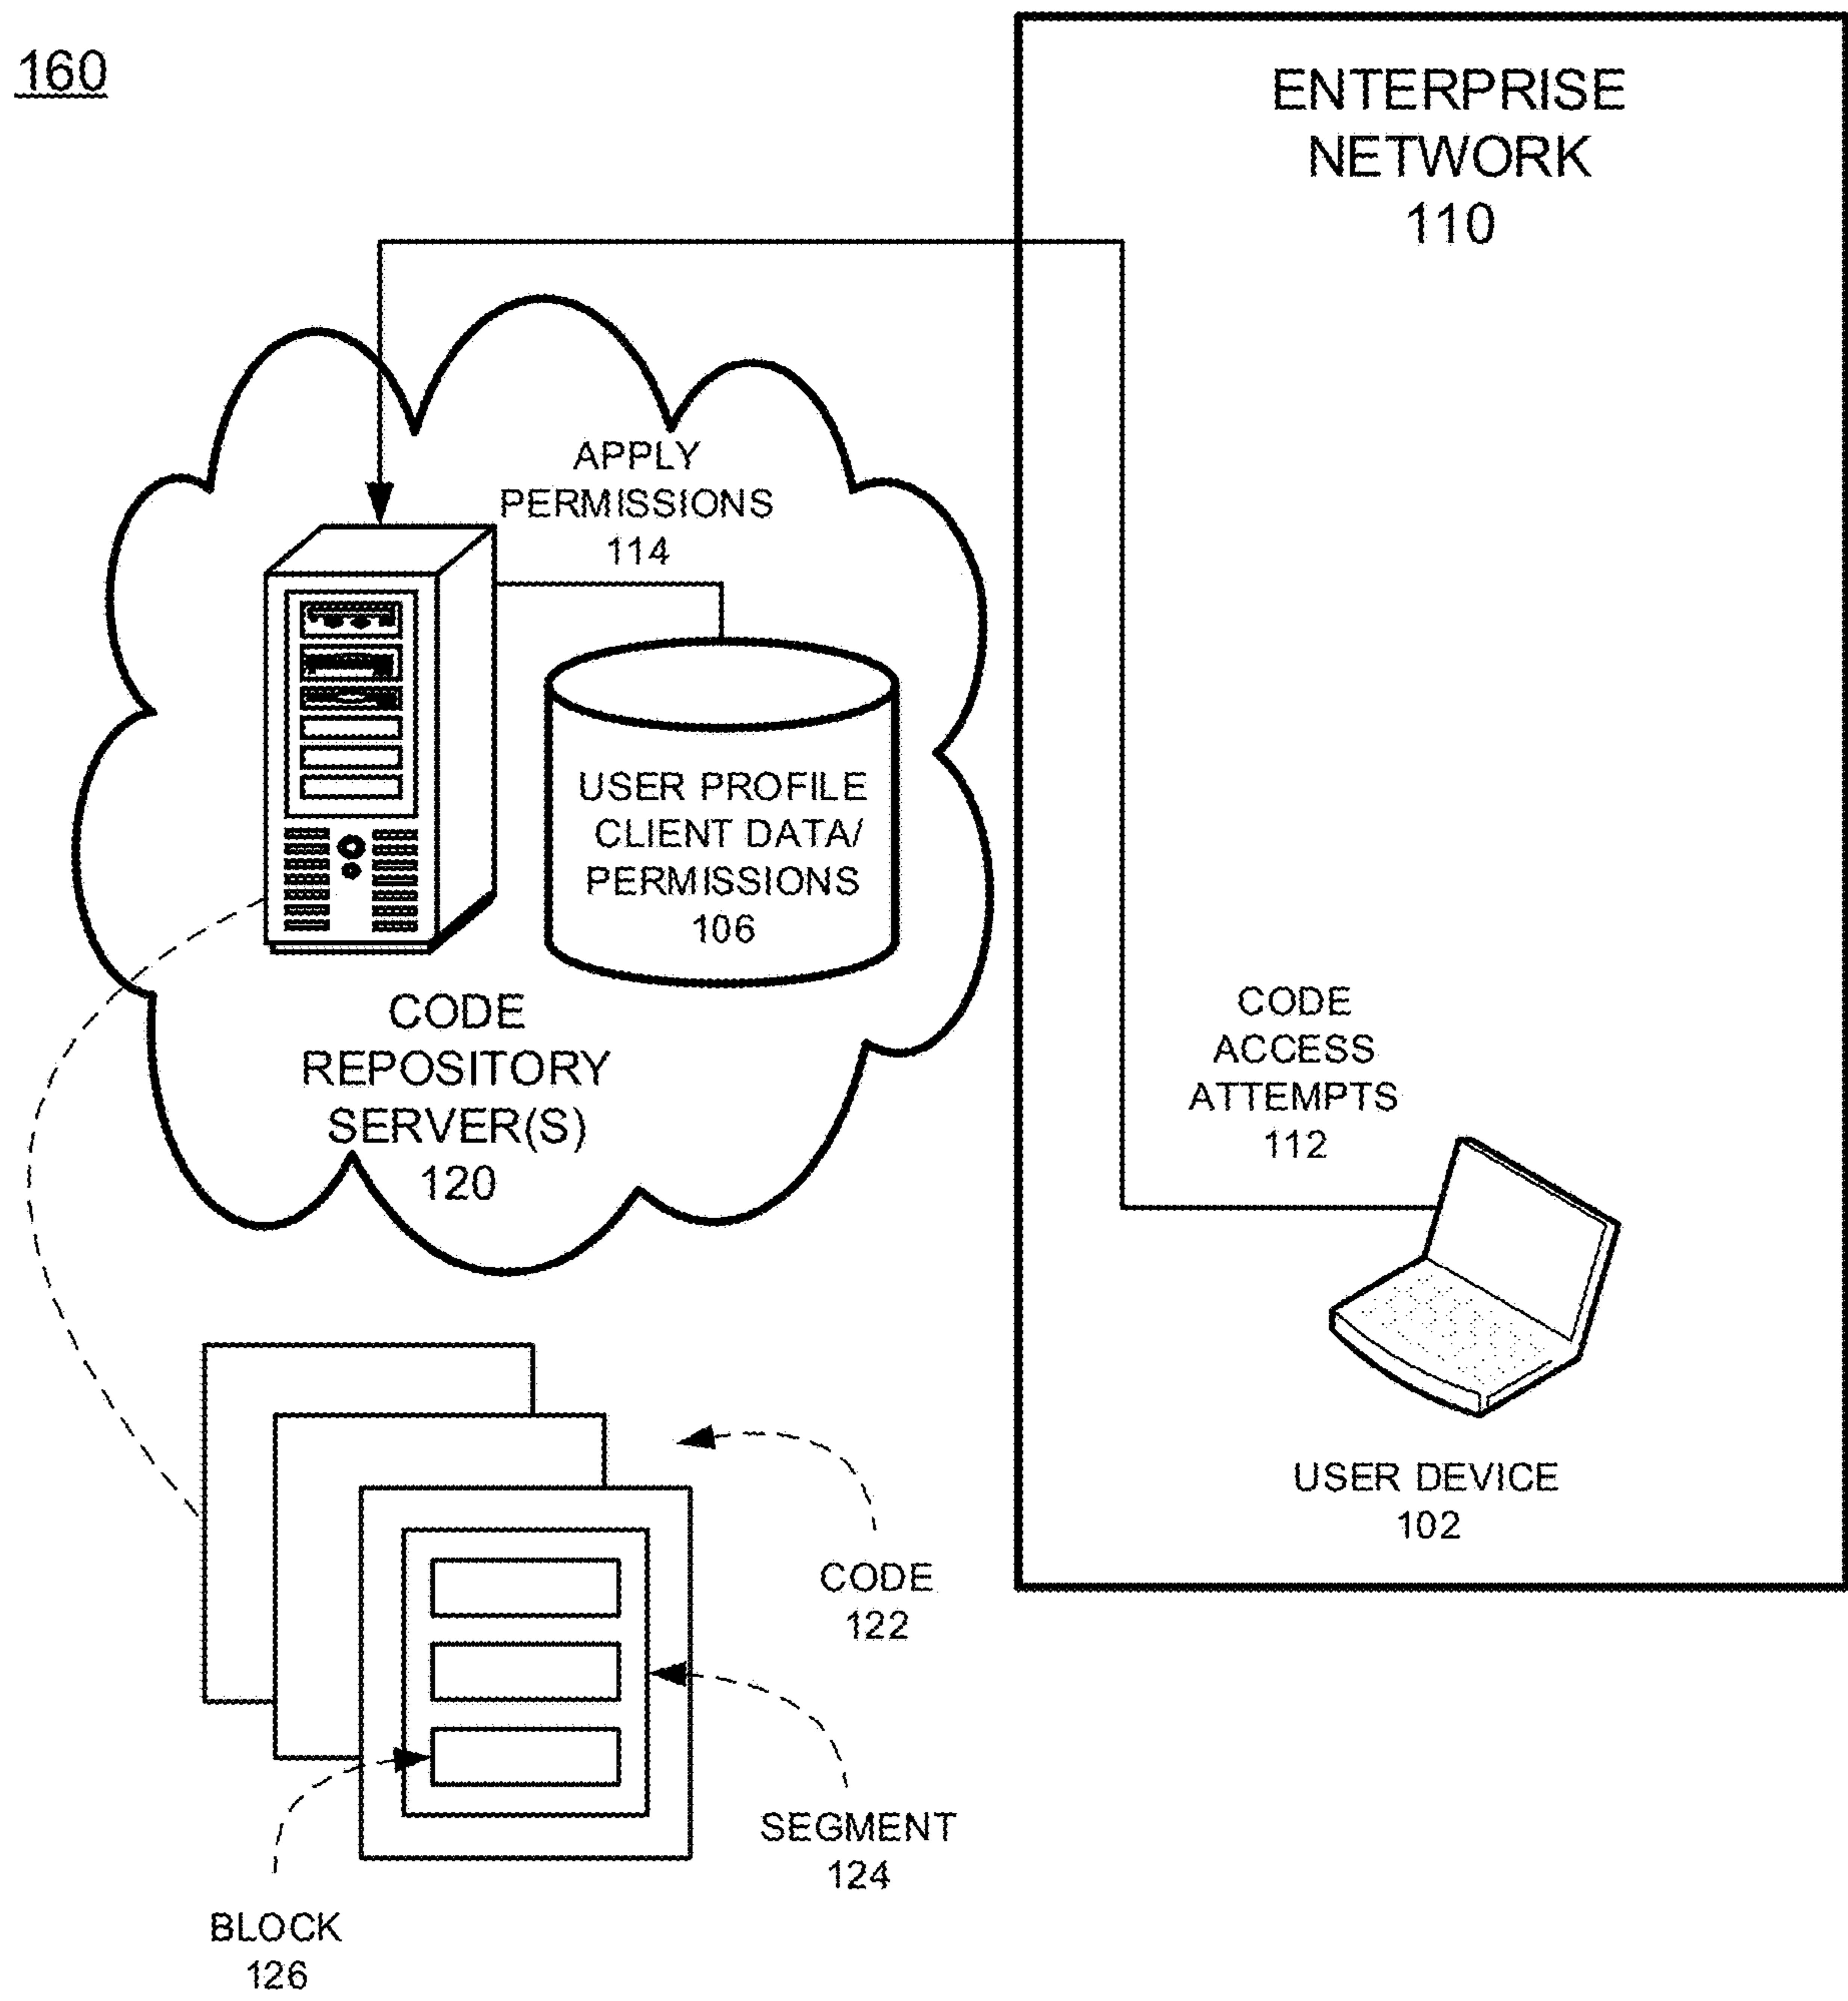 160
ENTERPRISE
NETWORK
110
APPLY
PERMISSIONS
114
USER PROFILE
CLIENT DATA/
PERMISSIONS
106
CODE
REPOSITORY
SERVER(S)
120
CODE
ACCESS
ATTEMPTS
112
USER DEVICE
102
CODE
122
SEGMENT
124
BLOCK
126